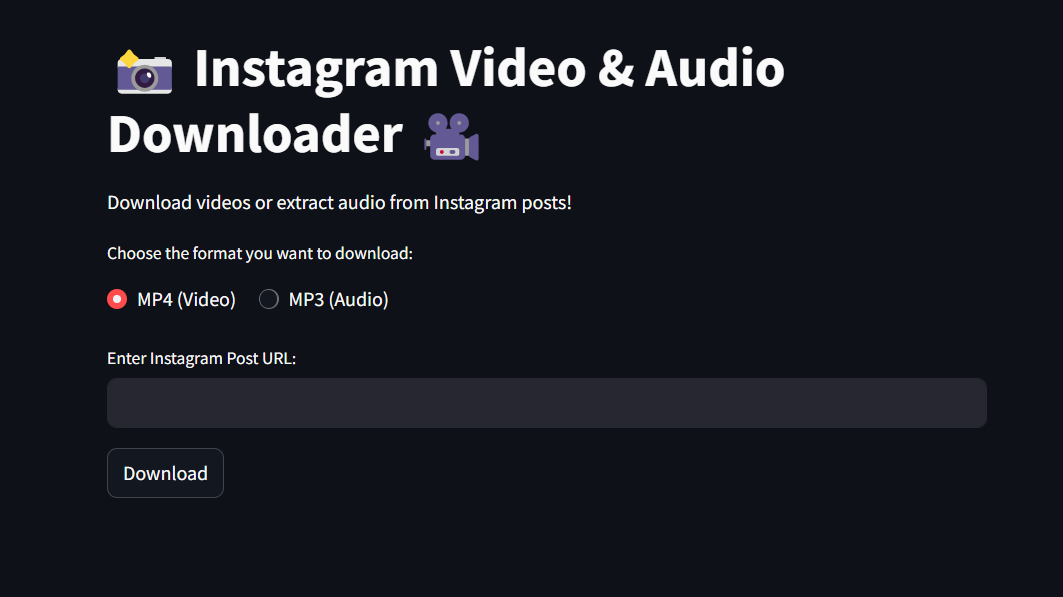 📸 Instagram Video & Audio
Downloader 🎥
Download videos or extract audio from Instagram posts!
Choose the format you want to download:
MP4 (Video) MP3 (Audio)
Enter Instagram Post URL:
Download